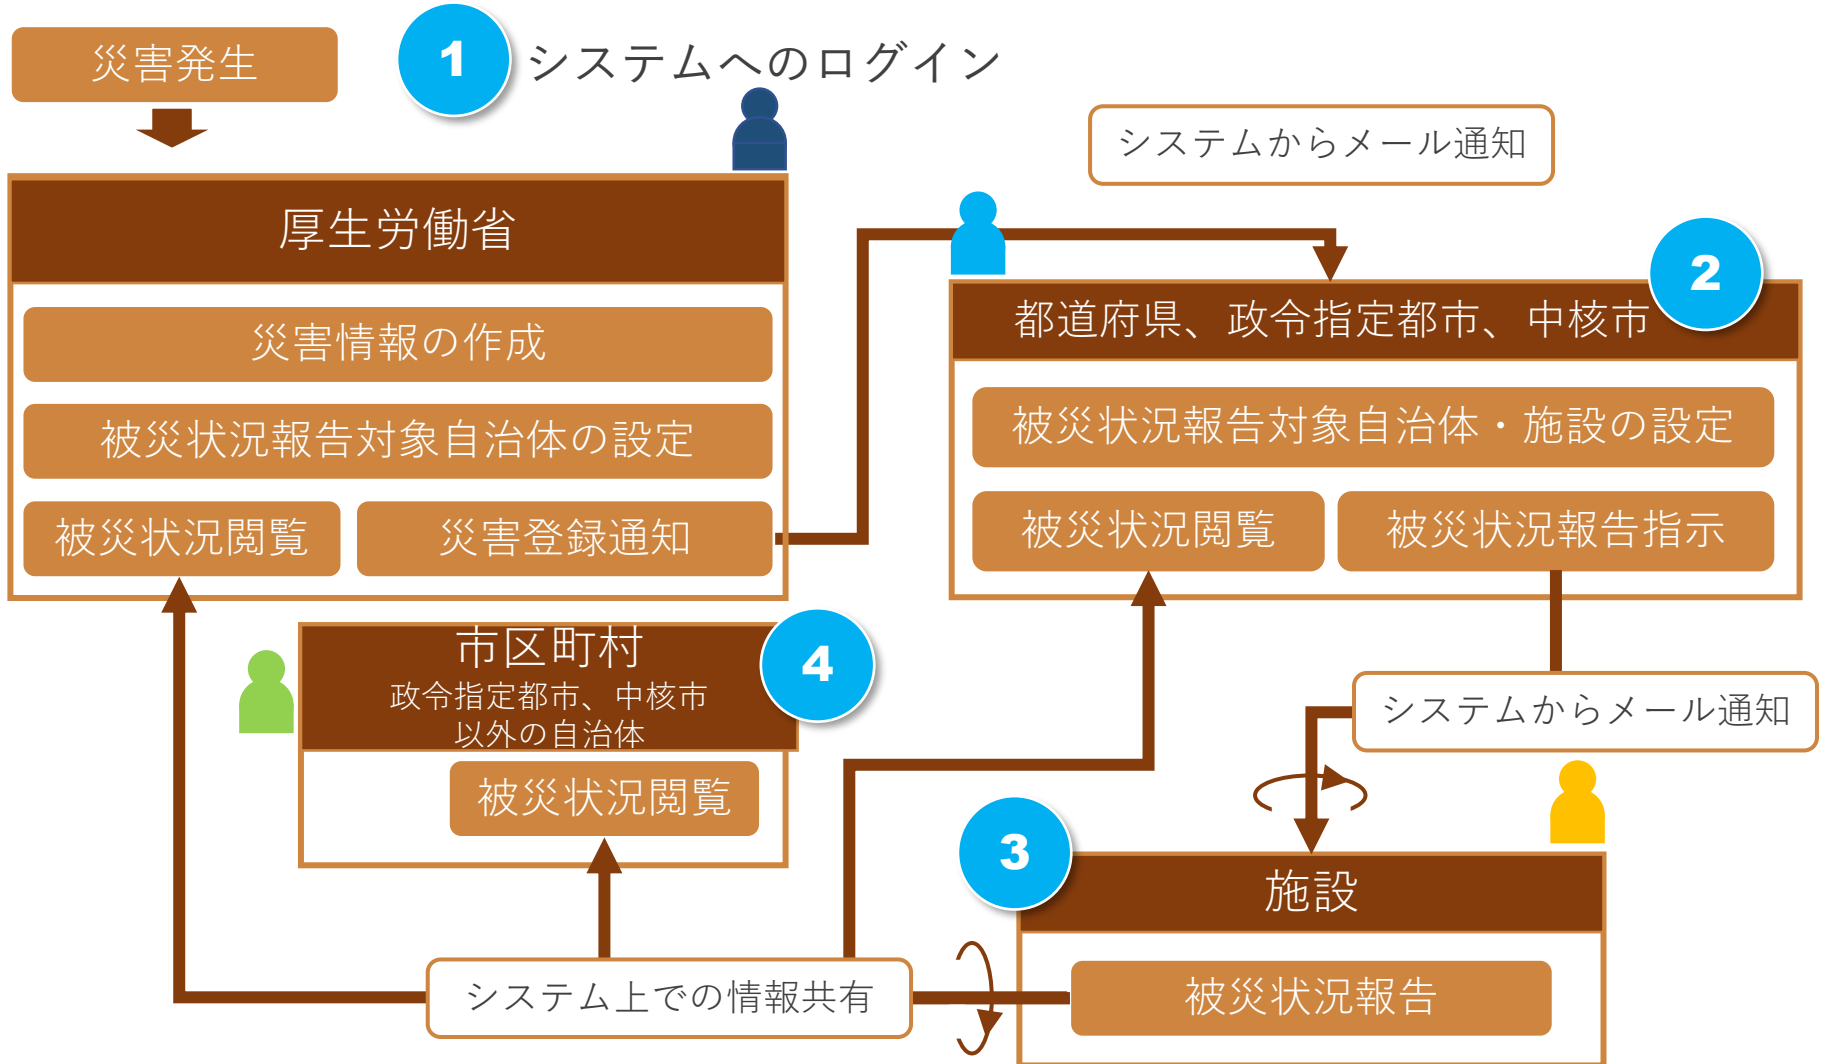 災害発生
1
システムへのログイン
システムからメール通知
厚生労働省
災害情報の作成
被災状況報告対象自治体の設定
被災状況閲覧
災害登録通知
2
都道府県、政令指定都市、中核市
被災状況報告対象自治体・施設の設定
被災状況閲覧
被災状況報告指示
4
市区町村
政令指定都市、中核市
以外の自治体
被災状況閲覧
システムからメール通知
3
施設
被災状況報告
システム上での情報共有